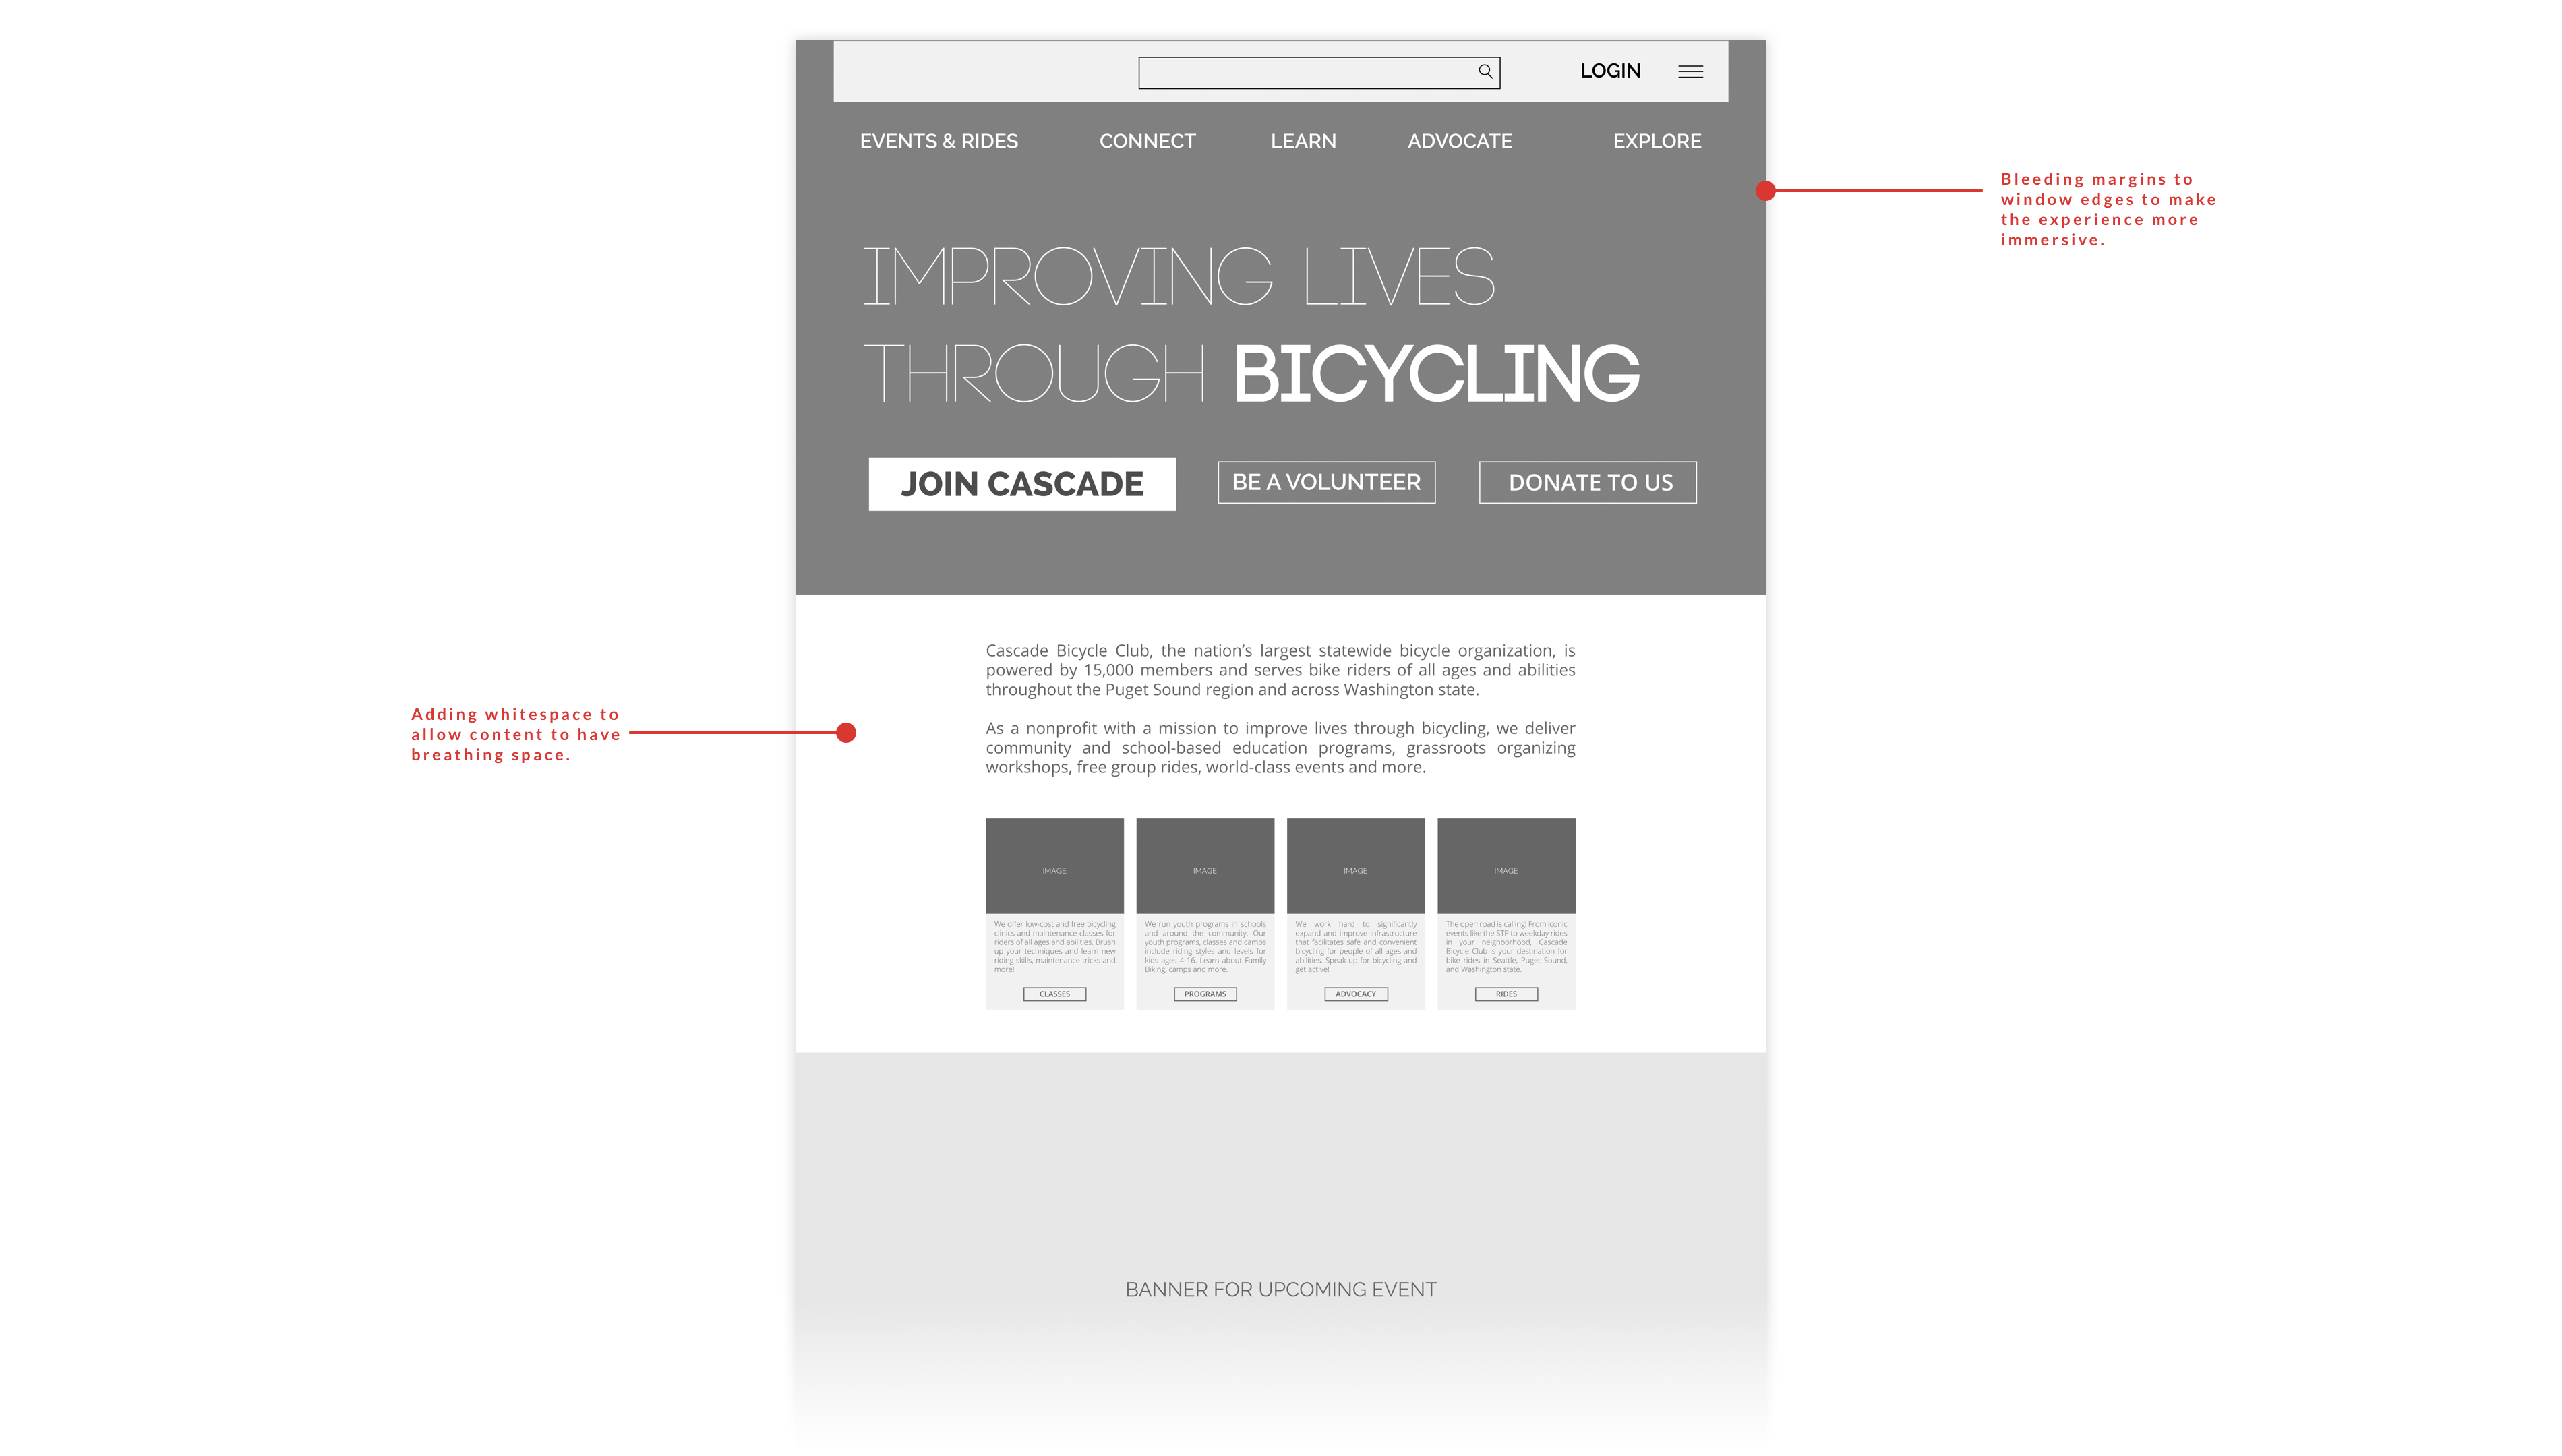 LOGIN
EVENTS & RIDES CONNECT LEARN ADVOCATE EXPLORE
Bleeding margins to
window edges to make
the experience more
immersive.
IMPROVING LIVES
THROUGH BICYCLING
JOIN CASCADE BE A VOLUNTEER DONATE TO US
Cascade Bicycle Club, the nation’s largest statewide bicycle organization, is
powered by 15,000 members and serves bike riders of all ages and abilities
throughout the Puget Sound region and across Washington state.
Adding whitespace to
allow content to have
breathing space.
As a nonprofit with a mission to improve lives through bicycling, we deliver
community and school-based education programs, grassroots organizing
workshops, free group rides, world-class events and more.
IMAGE
We offer low-cost and free bicycling
clinics and maintenance classes for
riders of all ages and abilities. Brush
up your techniques and learn new
riding skills, maintenance tricks and
more!
CLASSES
IMAGE
We run youth programs in schools
and around the community. Our
youth programs, classes and camps
include riding styles and levels for
kids ages 4-16. Learn about Family
Biking, camps and more.
PROGRAMS
IMAGE
We work hard to significantly
expand and improve infrastructure
that facilitates safe and convenient
bicycling for people of all ages and
abilities. Speak up for bicycling and
get active!
ADVOCACY
IMAGE
The open road is calling! From iconic
events like the STP to weekday rides
in your neighborhood, Cascade
Bicycle Club is your destination for
bike rides in Seattle, Puget Sound,
and Washington state.
RIDES
BANNER FOR UPCOMING EVENT